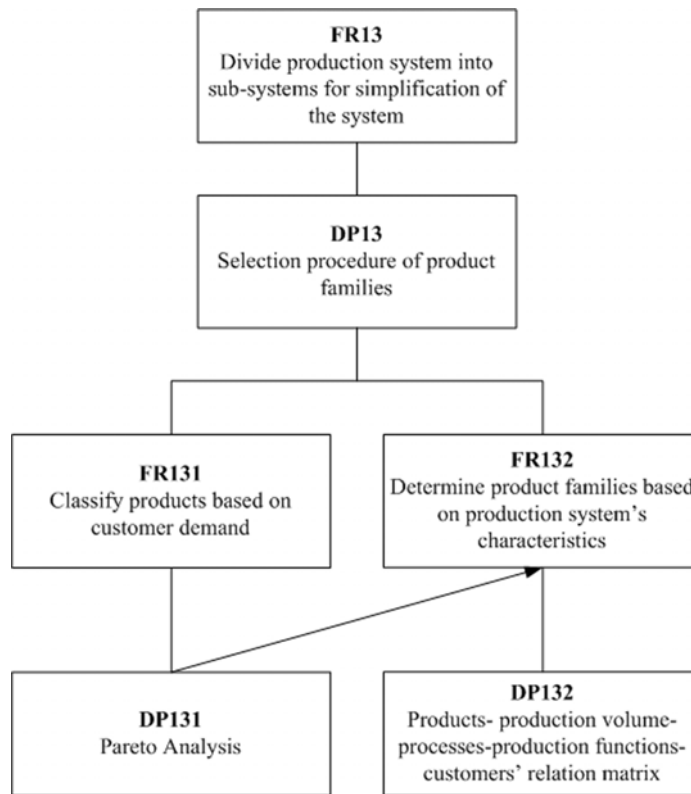 FR13
Divide production system into
sub-systems for simplification of
the system
DP13
Selection procedure of product
families
FR131
Classify products based on
customer demand
FR132
Determine product families based
on production system's
characteristics
DP131
Pareto Analysis
DP132
Products- production volume-
processes-production functions-
customers' relation matrix